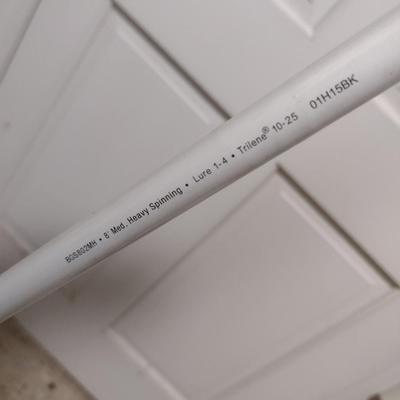 BGS802MH • 8 Med. Heavy Spinning • Lure 1-4 • Trilene® 10-25 01H15BK